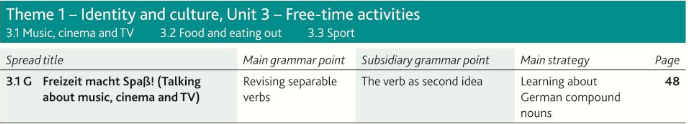 Theme 1 – Identity and culture, Unit 3 – Free-time activities
3.1 Music, cinema and TV 3.2 Food and eating out 3.3 Sport
Spread title Main grammar point Subsidiary grammar point Main strategy Page
3.1 G Freizeit macht Spaß! (Talking Revising separable The verb as second idea Learning about 48
about music, cinema and TV) verbs German compound
nouns